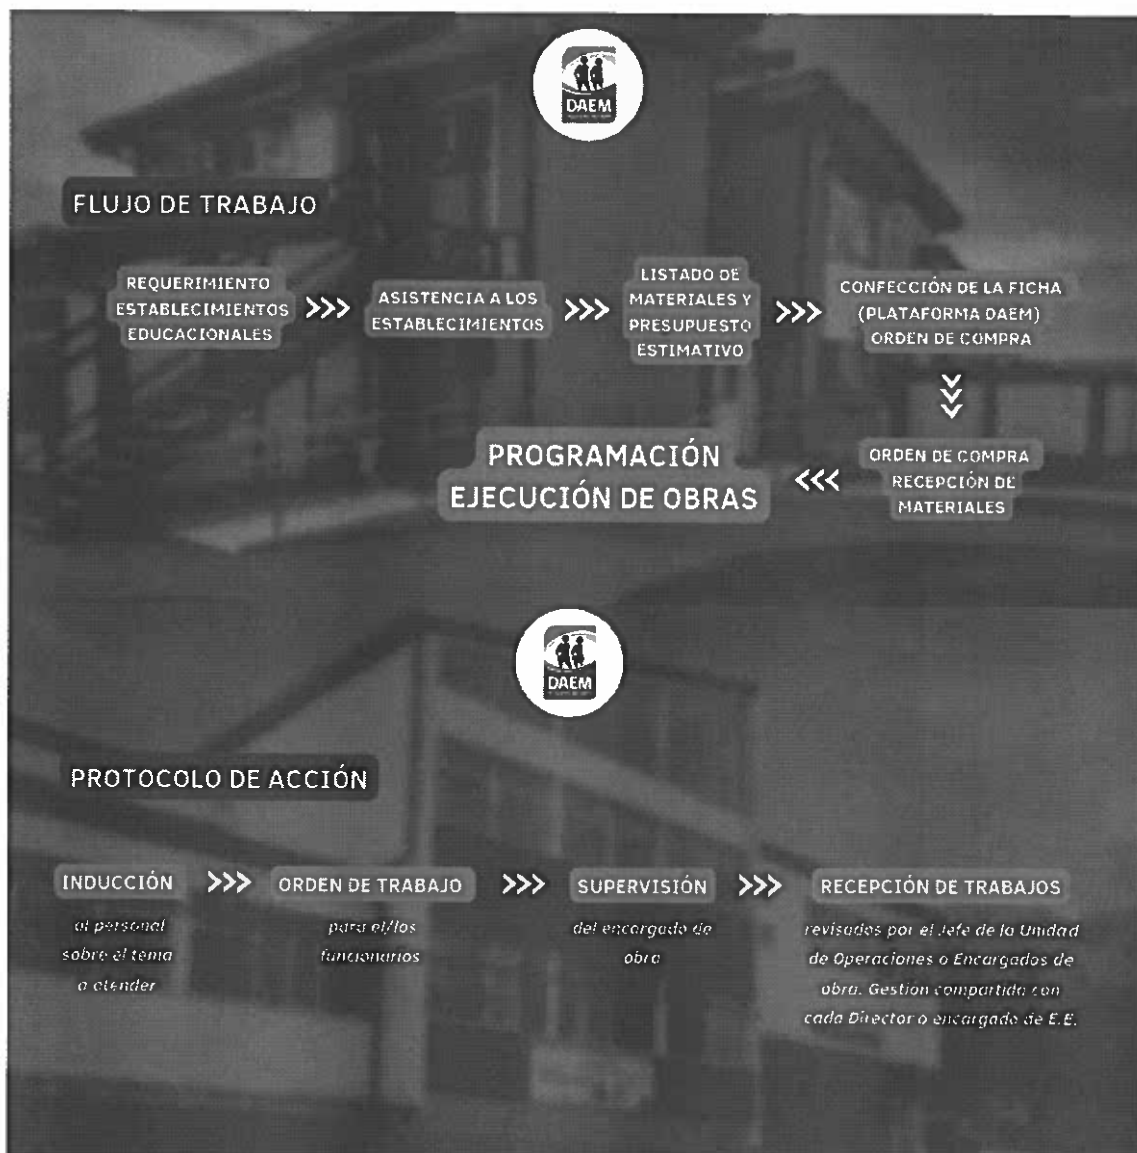 DAEM
FLUJO DE TRABAJO
REQUERIMIENTO
ESTABLECIMIENTOS
EDUCACIONALES
>>>
ASISTENCIA A LOS
ESTABLECIMIENTOS
>>>
LISTADO DE
MATERIALES Y
PRESUPUESTO
ESTIMATIVO
>>>
CONFECCIÓN DE LA FICHA
(PLATAFORMA DAEM)
ORDEN DE COMPRA
>>>
ORDEN DE COMPRA
RECEPCIÓN DE
MATERIALES
<<<
PROGRAMACIÓN
EJECUCIÓN DE OBRAS
DAEM
PROTOCOLO DE ACCIÓN
INDUCCIÓN
al personal
sobre el tema
a atender
>>>
ORDEN DE TRABAJO
para el/los
funcionarios
>>>
SUPERVISIÓN
del encargado de
obra
>>>
RECEPCIÓN DE TRABAJOS
revisados por el Jefe de la Unidad
de Operaciones o Encargados de
obra. Gestión compartida con
cada Director o encargado de E.E.